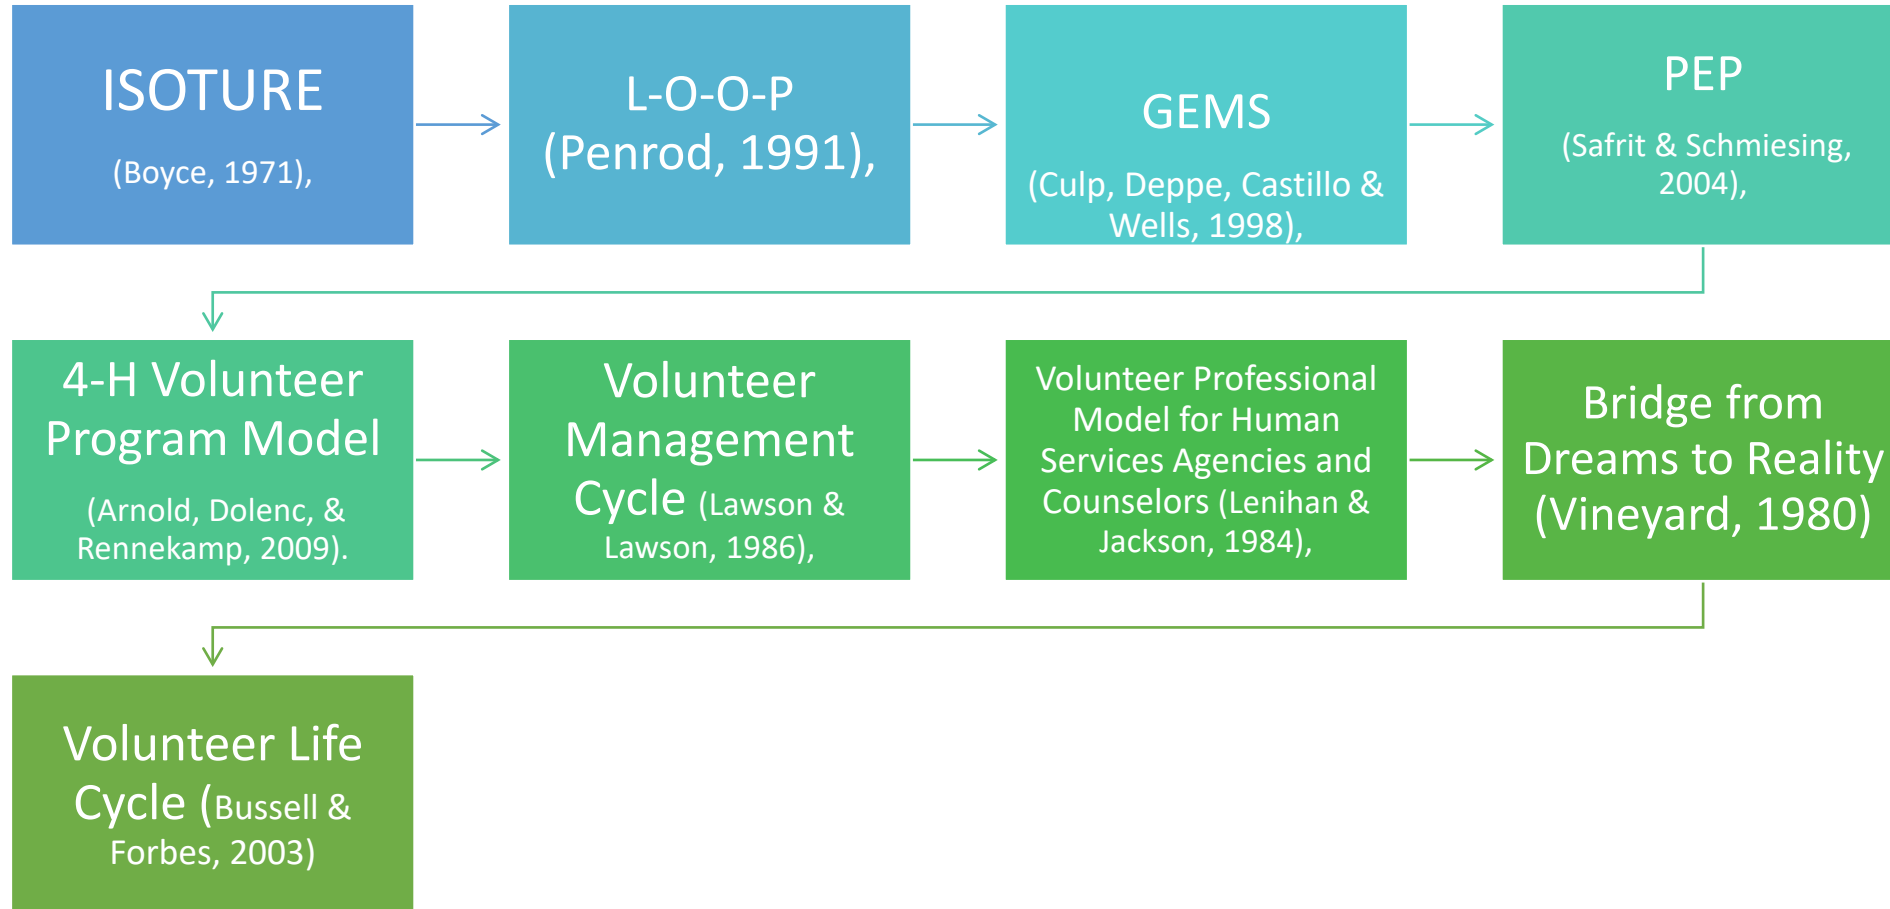 ISOTURE
(Boyce, 1971),
L-O-O-P
(Penrod, 1991),
GEMS
(Culp, Deppe, Castillo &
Wells, 1998),
PEP
(Safrit & Schmiesing,
2004),
4-H Volunteer
Program Model
(Arnold, Dolenc, &
Rennekamp, 2009).
Volunteer
Management
Cycle (Lawson &
Lawson, 1986),
Volunteer Professional
Model for Human
Services Agencies and
Counselors (Lenihan &
Jackson, 1984),
Bridge from
Dreams to Reality
(Vineyard, 1980)
Volunteer Life
Cycle (Bussell &
Forbes, 2003)